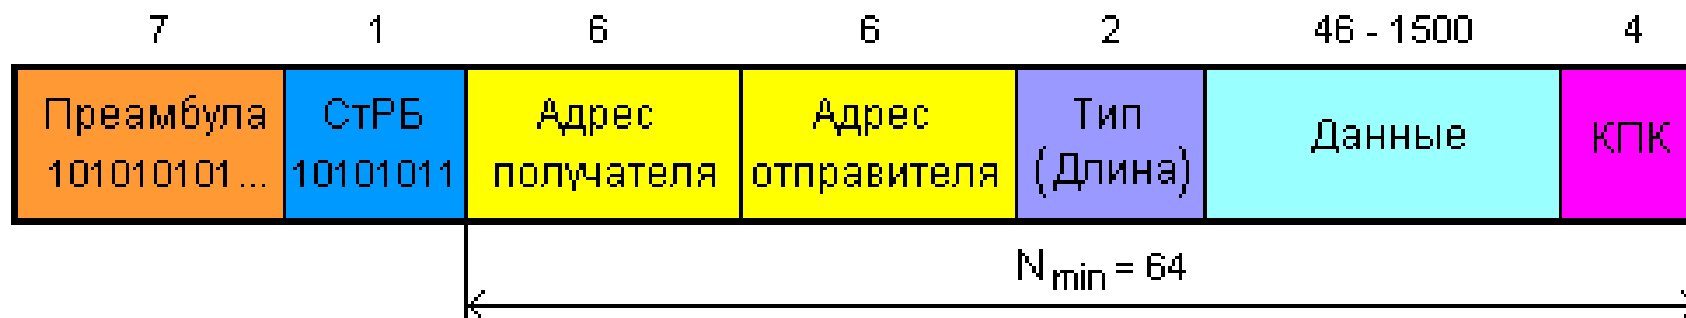 7 1 6 6 2 46 - 1500 4
Преамбула
101010101...
СтРБ
10101011
Адрес
получателя
Адрес
отправителя
Тип
(Длина)
Данные
КПК
N min = 64